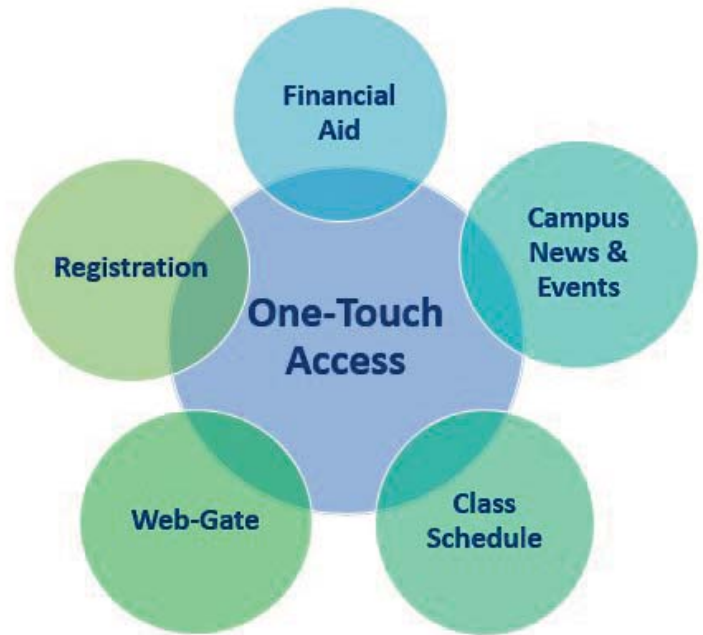 Financial
Aid
Campus
News &
Events
Registration
One-Touch
Access
Web-Gate
Class
Schedule